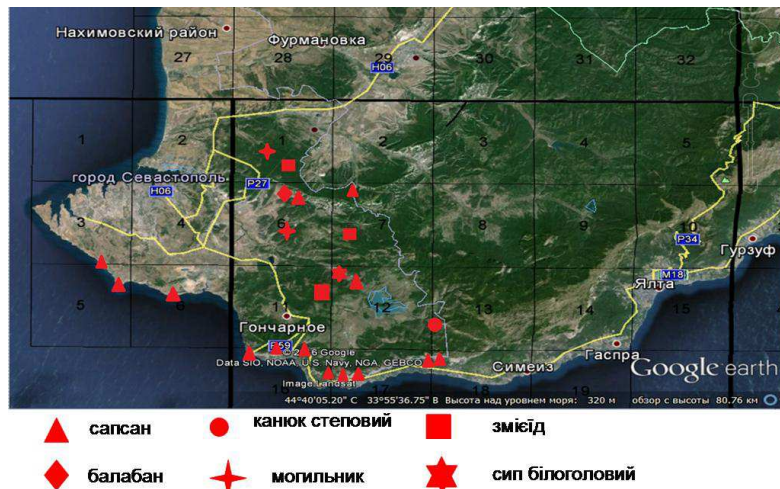 Нахимовский район
Фурмановка
27 28 29 30 31 32
H06
1 2 1 2 3 4 5
город Севастополь
H06 P27
3 4 6 7 8 9 10
P34
Гурзуф
M18
Ялта
5 6 11 12 13 14 15
Гончарное
P59
Гаспра
© 2016 Google
Data SIO, NOAA, U.S. Navy, NGA, GEBCO
Симеиз
Google earth
Image Landsat
16 17
44°40'05.20" С 33°55'36.75" В Высота над уровнем моря: 320 м обзор с высоты 80.76 км
сапсан канюк степовий змієїд
балабан могильник сип білоголовий